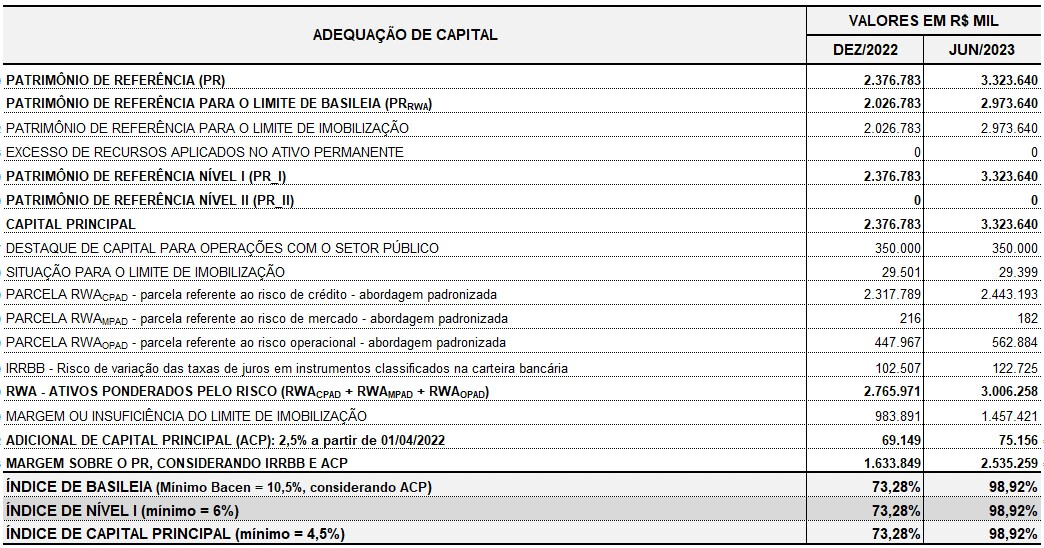 ADEQUAÇÃO DE CAPITAL VALORES EM R$ MIL
DEZ/2022 JUN/2023
PATRIMÔNIO DE REFERÊNCIA (PR) 2.376.783 3.323.640
PATRIMÔNIO DE REFERÊNCIA PARA O LIMITE DE BASILEIA (PRRWA) 2.026.783 2.973.640
PATRIMÔNIO DE REFERÊNCIA PARA O LIMITE DE IMOBILIZAÇÃO 2.026.783 2.973.640
EXCESSO DE RECURSOS APLICADOS NO ATIVO PERMANENTE 0 0
PATRIMÔNIO DE REFERÊNCIA NÍVEL I (PR_I) 2.376.783 3.323.640
PATRIMÔNIO DE REFERÊNCIA NÍVEL II (PR_II) 0 0
CAPITAL PRINCIPAL 2.376.783 3.323.640
DESTAQUE DE CAPITAL PARA OPERAÇÕES COM O SETOR PÚBLICO 350.000 350.000
SITUAÇÃO PARA O LIMITE DE IMOBILIZAÇÃO 29.501 29.399
PARCELA RWACPAD - parcela referente ao risco de crédito - abordagem padronizada 2.317.789 2.443.193
PARCELA RWAMPAD - parcela referente ao risco de mercado - abordagem padronizada 216 182
PARCELA RWAOPAD - parcela referente ao risco operacional - abordagem padronizada 447.967 562.884
IRRBB - Risco de variação das taxas de juros em instrumentos classificados na carteira bancária 102.507 122.725
RWA - ATIVOS PONDERADOS PELO RISCO (RWACPAD + RWAMPAD + RWAOPAD) 2.765.971 3.006.258
MARGEM OU INSUFICIÊNCIA DO LIMITE DE IMOBILIZAÇÃO 983.891 1.457.421
ADICIONAL DE CAPITAL PRINCIPAL (ACP): 2,5% a partir de 01/04/2022 69.149 75.156
MARGEM SOBRE O PR, CONSIDERANDO IRRBB E ACP 1.633.849 2.535.259
ÍNDICE DE BASILEIA (Mínimo Bacen = 10,5%, considerando ACP) 73,28% 98,92%
ÍNDICE DE NÍVEL I (mínimo = 6%) 73,28% 98,92%
ÍNDICE DE CAPITAL PRINCIPAL (mínimo = 4,5%) 73,28% 98,92%